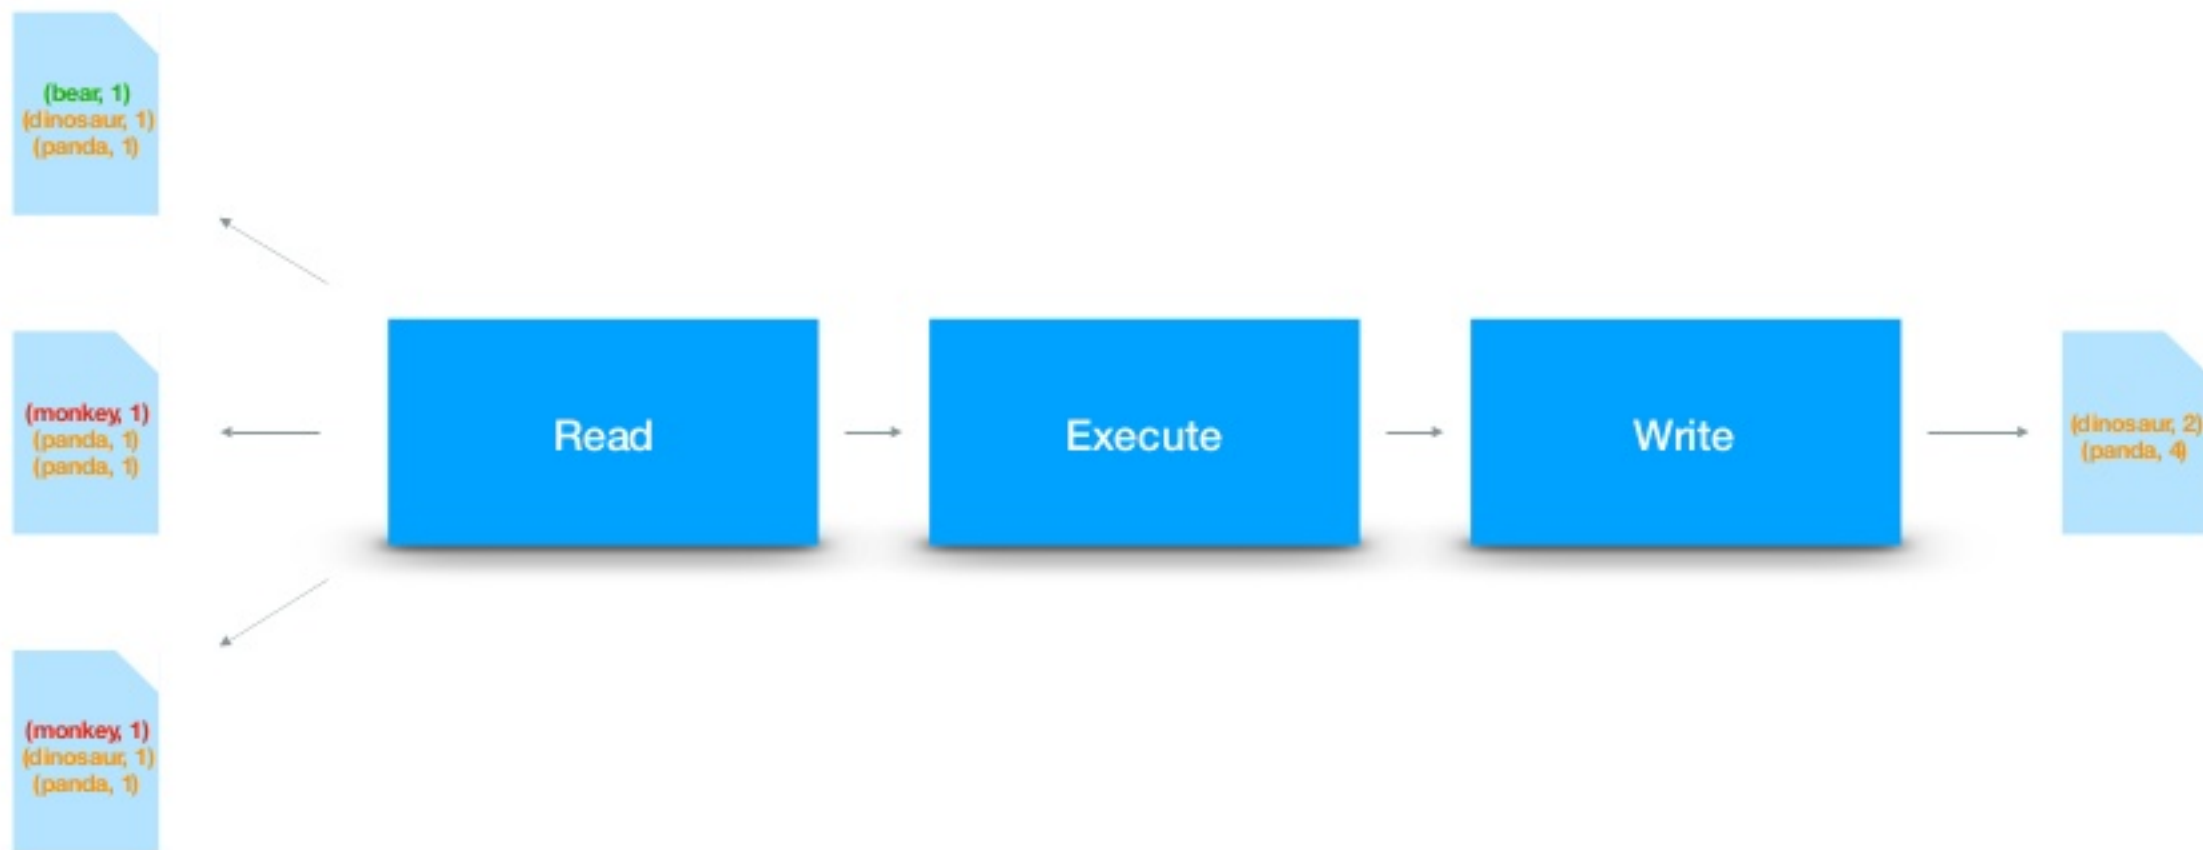 (bear, 1)
(dinosaur, 1)
(panda, 1)
(monkey, 1)
(panda, 1)
(panda, 1)
(monkey, 1)
(dinosaur, 1)
(panda, 1)
Read
Execute
Write
(dinosaur, 2)
(panda, 4)